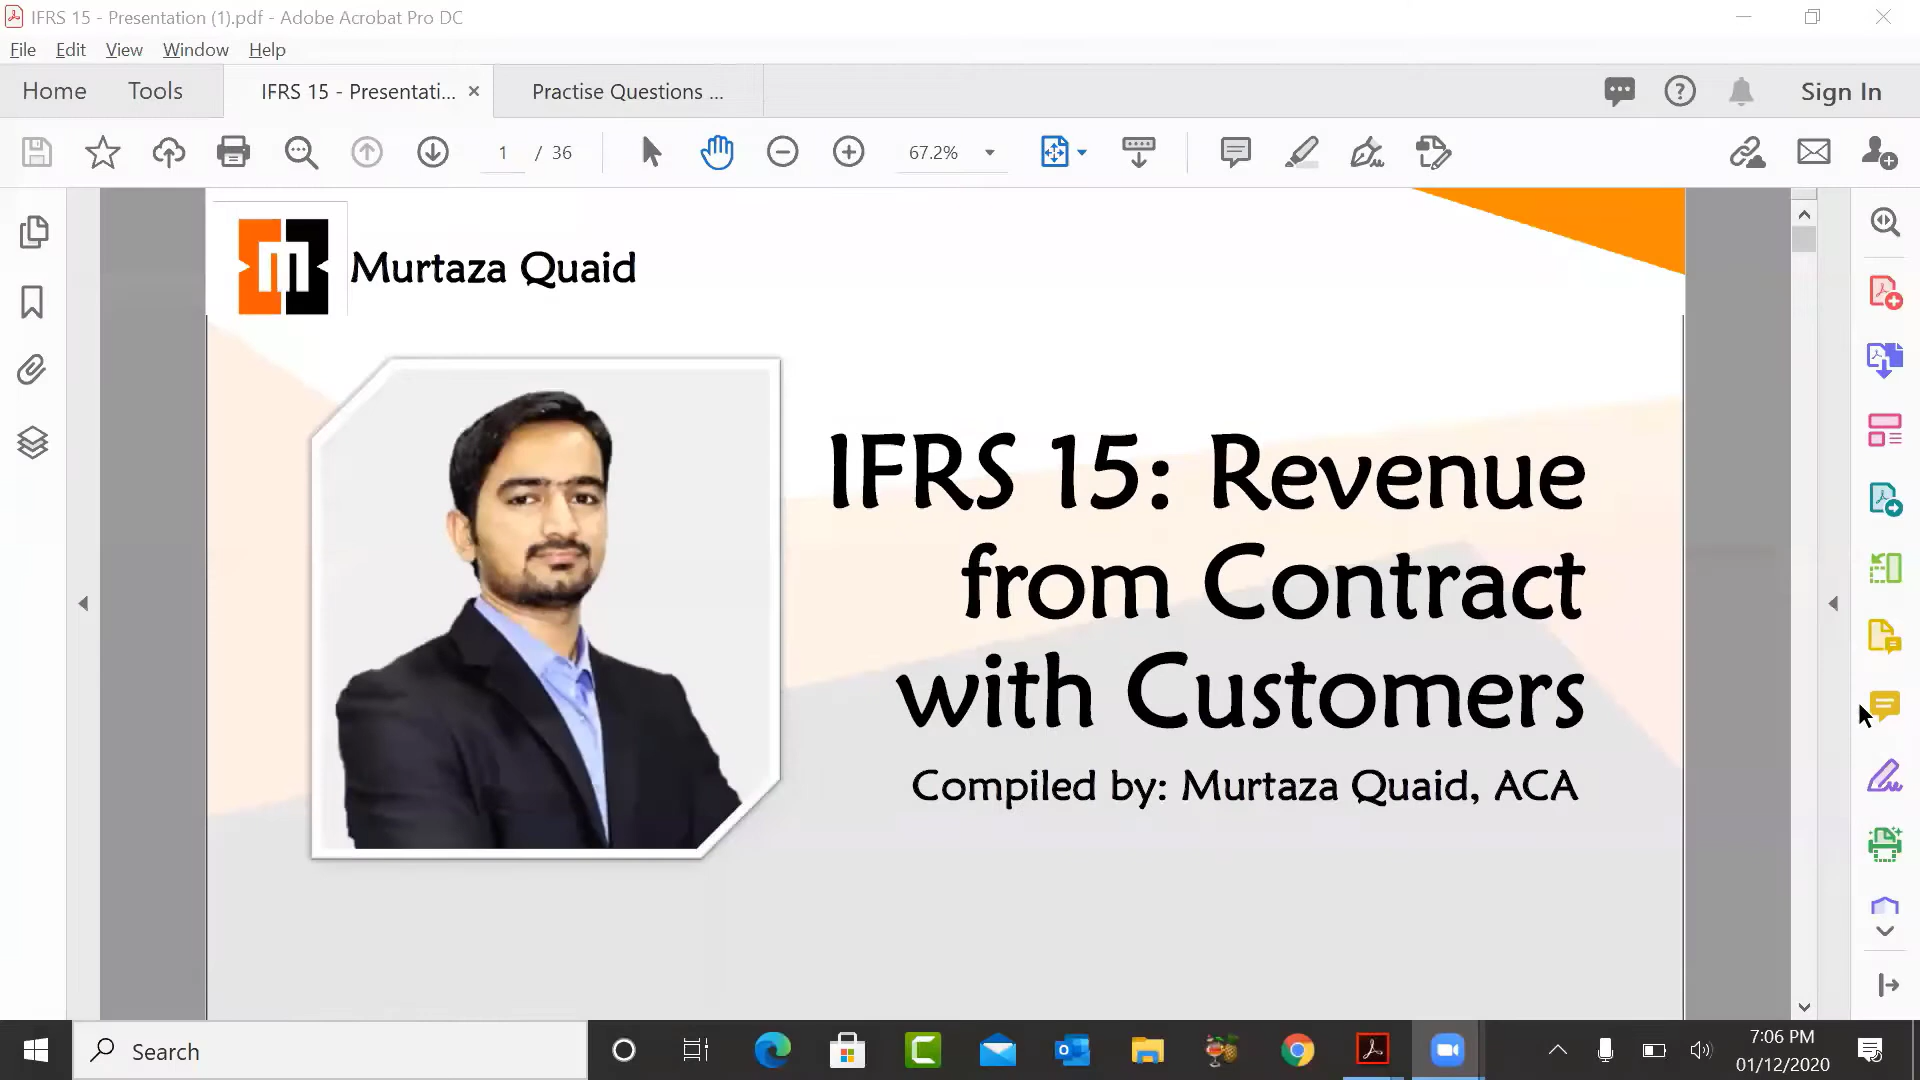 IFRS 15 - Presentation (1).pdf - Adobe Acrobat Pro DC
File Edit View Window Help
Home Tools IFRS 15 - Presentati... × Practise Questions ... Sign In
1 / 36 67.2%
m Murtaza Quaid
IFRS 15: Revenue
from Contract
with Customers
Compiled by: Murtaza Quaid, ACA
Search
7:06 PM
01/12/2020